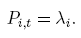 P_{i,t} = λ_i.